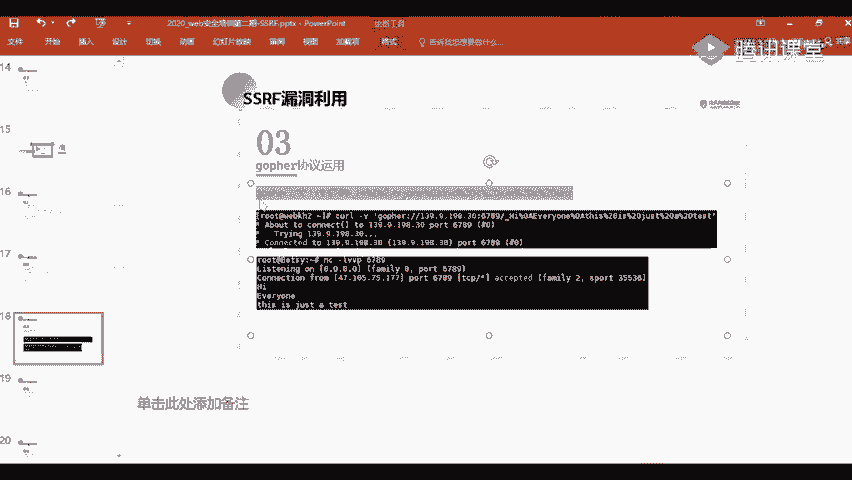 2020_web安全培训第二期-SSRF.pptx - PowerPoint
绘图工具
文件 开始 插入 设计 切换 动画 幻灯片放映 审阅 视图 加载项 格式 告诉我您想要做什么... 共享
腾讯课堂
14
SSRF漏洞利用
03
15
gopher协议运用
16
[root@webkh2 ~]# curl -v 'gopher://139.9.198.30:6789/_Hi%0AEveryone%0Athis%20is%20just%20a%20test'
* About to connect() to 139.9.198.30 port 6789 (#0)
* Trying 139.9.198.30...
* Connected to 139.9.198.30 (139.9.198.30) port 6789 (#0)
17
root@Betsy:~# nc -lvvp 6789
Listening on [0.0.0.0] (family 0, port 6789)
Connection from [47.105.75.177] port 6789 [tcp/*] accepted (family 2, sport 35536)
Hi
Everyone
this is just a test
18
19
单击此处添加备注
20